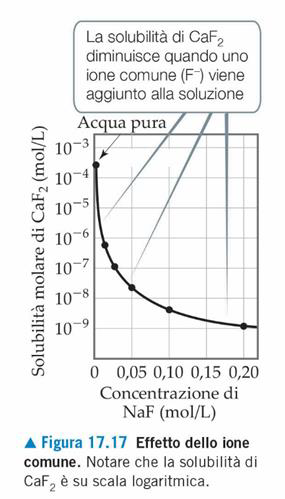 La solubilità di CaF₂
diminuisce quando uno
ione comune (F⁻) viene
aggiunto alla soluzione
Acqua pura
Solubilità molare di CaF₂ (mol/L)
10⁻³
10⁻⁴
10⁻⁵
10⁻⁶
10⁻⁷
10⁻⁸
10⁻⁹
0 0,05 0,10 0,15 0,20
Concentrazione di
NaF (mol/L)
▲ Figura 17.17 Effetto dello ione
comune. Notare che la solubilità di
CaF₂ è su scala logaritmica.